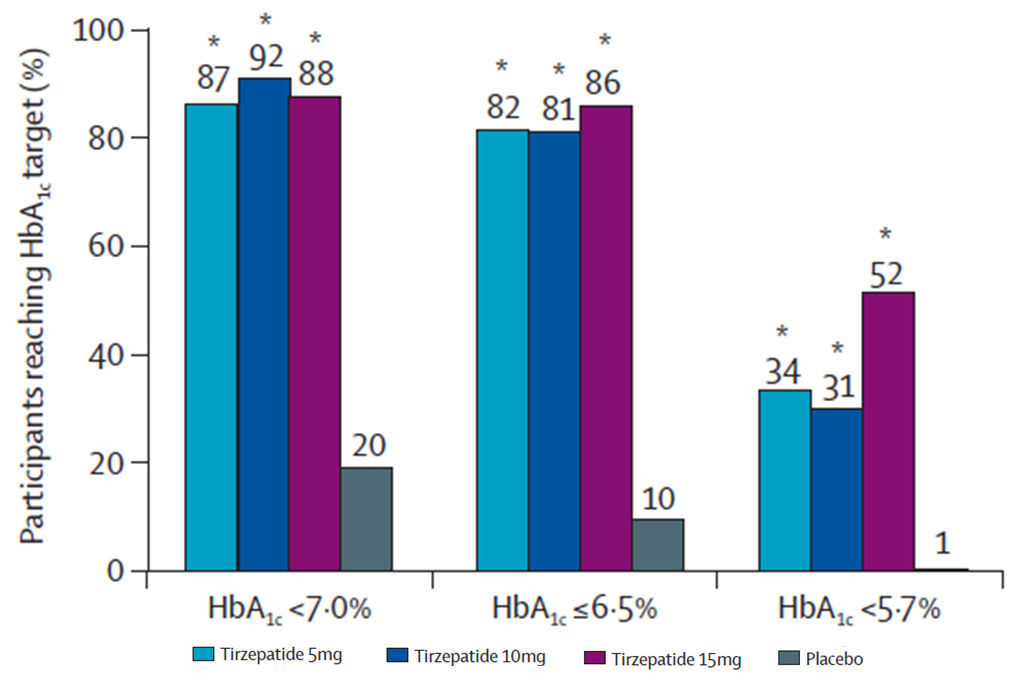 Participants reaching HbA1c target (%)
100
80
60
40
20
0
* * *
87 92 88 20
* * *
82 81 86 10
* * *
34 31 52 1
HbA1c <7·0% HbA1c ≤6·5% HbA1c <5·7%
Tirzepatide 5mg Tirzepatide 10mg Tirzepatide 15mg Placebo